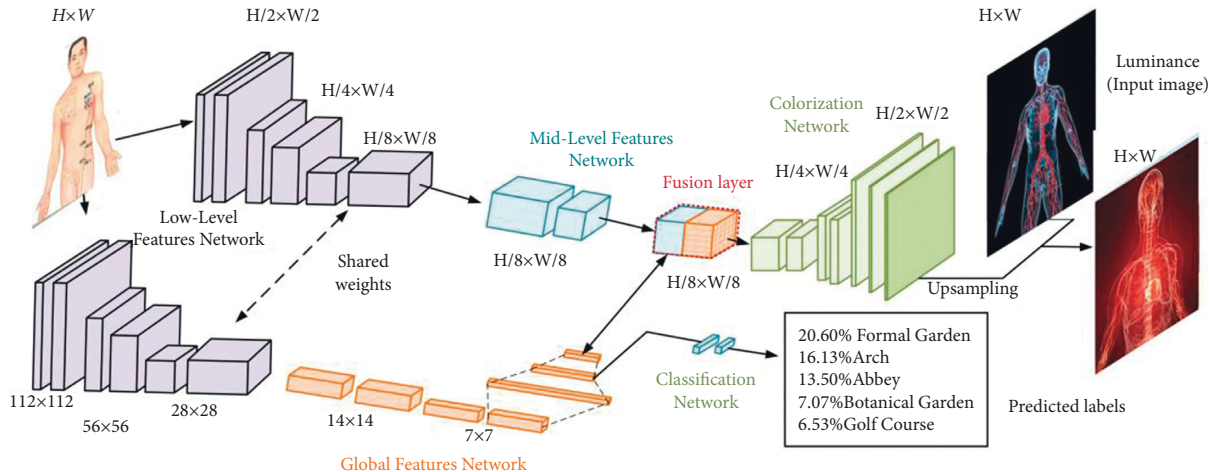 H×W
H/2×W/2
H/4×W/4
H/8×W/8
Low-Level
Features Network
Shared
weights
112×112
56×56
28×28
14×14
7×7
Global Features Network
Mid-Level Features
Network
H/8×W/8
Fusion layer
H/8×W/8
Colorization
Network
H/4×W/4
H/2×W/2
Upsampling
H×W
Luminance
(Input image)
H×W
Classification
Network
20.60% Formal Garden
16.13%Arch
13.50%Abbey
7.07%Botanical Garden
6.53%Golf Course
Predicted labels